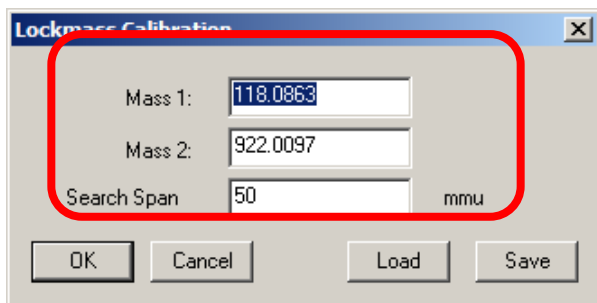 Lockmass Calibration
Mass 1: 118.0863
Mass 2: 922.0097
Search Span 50 mmu
OK Cancel Load Save